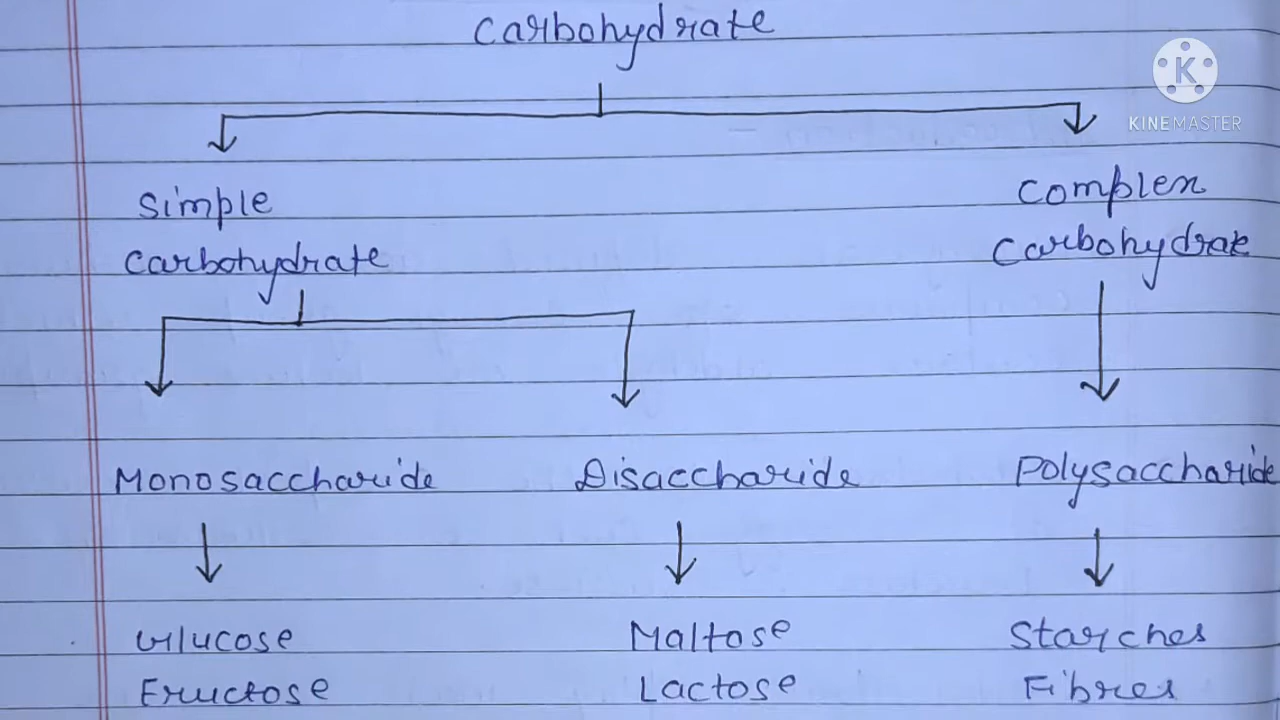 Carbohydrate
K
KINEMASTER
Simple
Carbohydrate
Complex
Carbohydrate
Monosaccharide
Disaccharide
Polysaccharide
Glucose
Maltose
Starches
Fructose
Lactose
Fibres